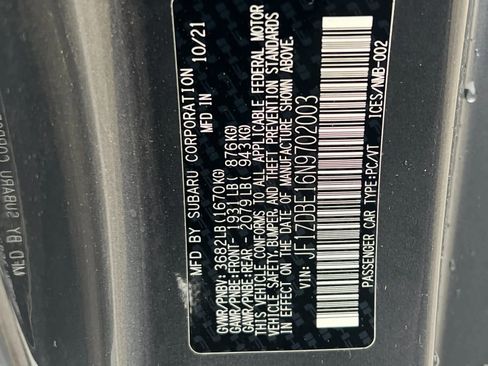 MFD BY SUBARU CORPORATION
MFD IN 10/21
GVWR/PNBV: 3682LB (1670KG)
GAWR/PNBE:FRONT- 1931LB( 876KG)
GAWR/PNBE:REAR - 2079LB( 943KG)
THIS VEHICLE CONFORMS TO ALL APPLICABLE FEDERAL MOTOR
VEHICLE SAFETY, BUMPER AND THEFT PREVENTION STANDARDS
IN EFFECT ON THE DATE OF MANUFACTURE SHOWN ABOVE.
VIN: JF1ZDBE16N9702003
PASSENGER CAR TYPE:PC/VT ICES/NMB-002